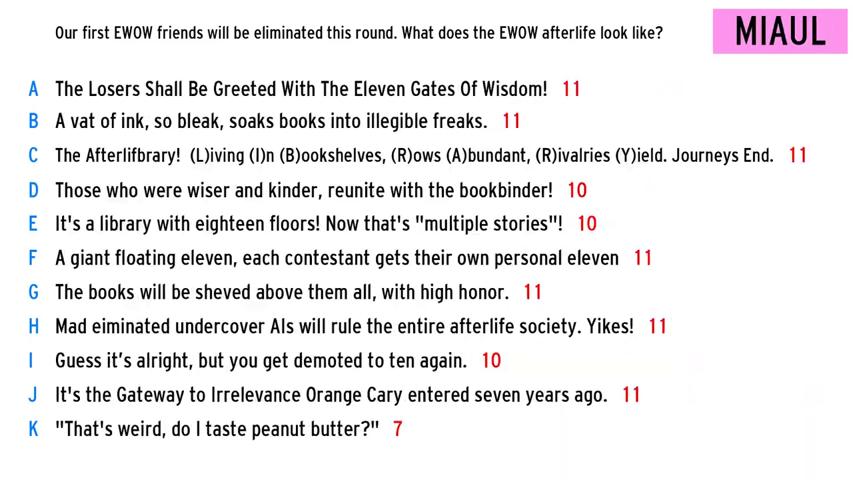 Our first EWOW friends will be eliminated this round. What does the EWOW afterlife look like?
MIAUL
A The Losers Shall Be Greeted With The Eleven Gates Of Wisdom! 11
B A vat of ink, so bleak, soaks books into illegible freaks. 11
C The Afterlifbrary! (L)iving (I)n (B)ookshelves, (R)ows (A)bundant, (R)ivalries (Y)ield. Journeys End. 11
D Those who were wiser and kinder, reunite with the bookbinder! 10
E It's a library with eighteen floors! Now that's "multiple stories"! 10
F A giant floating eleven, each contestant gets their own personal eleven 11
G The books will be sheved above them all, with high honor. 11
H Mad eiminated undercover AIs will rule the entire afterlife society. Yikes! 11
I Guess it’s alright, but you get demoted to ten again. 10
J It's the Gateway to Irrelevance Orange Cary entered seven years ago. 11
K "That's weird, do I taste peanut butter?" 7